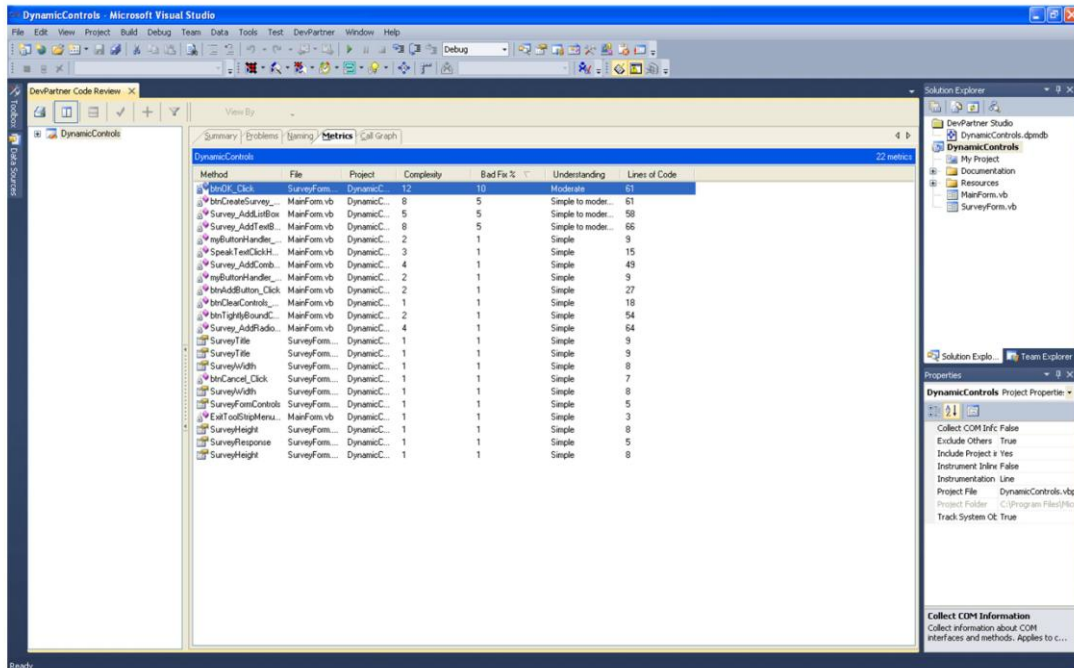 DynamicControls - Microsoft Visual Studio
File Edit View Project Build Debug Team Data Tools Test DevPartner Window Help
Debug
Toolbox
Data Sources
DevPartner Code Review
View By
DynamicControls
Summary Problems Naming Metrics Call Graph
DynamicControls 22 metrics
Method File Project Complexity Bad Fix % Understanding Lines of Code
btnOK_Click SurveyForm.... DynamicC... 12 10 Moderate 61
btnCreateSurvey_... MainForm.vb DynamicC... 8 5 Simple to moder... 61
Survey_AddListBox MainForm.vb DynamicC... 5 5 Simple to moder... 58
Survey_AddTextB... MainForm.vb DynamicC... 8 5 Simple to moder... 66
myButtonHandler_... MainForm.vb DynamicC... 2 1 Simple 9
SpeakTextClickH... MainForm.vb DynamicC... 3 1 Simple 15
Survey_AddComb... MainForm.vb DynamicC... 4 1 Simple 49
myButtonHandler_... MainForm.vb DynamicC... 2 1 Simple 9
btnAddButton_Click MainForm.vb DynamicC... 2 1 Simple 27
btnClearControls_... MainForm.vb DynamicC... 1 1 Simple 18
btnTightlyBoundC... MainForm.vb DynamicC... 2 1 Simple 54
Survey_AddRadio... MainForm.vb DynamicC... 4 1 Simple 64
SurveyTitle SurveyForm.... DynamicC... 1 1 Simple 9
SurveyTitle SurveyForm.... DynamicC... 1 1 Simple 9
SurveyWidth SurveyForm.... DynamicC... 1 1 Simple 8
btnCancel_Click SurveyForm.... DynamicC... 1 1 Simple 7
SurveyWidth SurveyForm.... DynamicC... 1 1 Simple 8
SurveyFormControls SurveyForm.... DynamicC... 1 1 Simple 5
ExitToolStripMenu... MainForm.vb DynamicC... 1 1 Simple 3
SurveyHeight SurveyForm.... DynamicC... 1 1 Simple 8
SurveyResponse SurveyForm.... DynamicC... 1 1 Simple 5
SurveyHeight SurveyForm.... DynamicC... 1 1 Simple 8
Solution Explorer
DevPartner Studio
DynamicControls.dpmdb
DynamicControls
My Project
Documentation
Resources
MainForm.vb
SurveyForm.vb
Solution Explo... Team Explorer
Properties
DynamicControls Project Propertie
Collect COM Infc False
Exclude Others True
Include Project ir Yes
Instrument Inline False
Instrumentation Line
Project File DynamicControls.vbp
Project Folder C:\Program Files\Mic
Track System OE True
Collect COM Information
Collect information about COM
interfaces and methods. Applies to c...
Ready